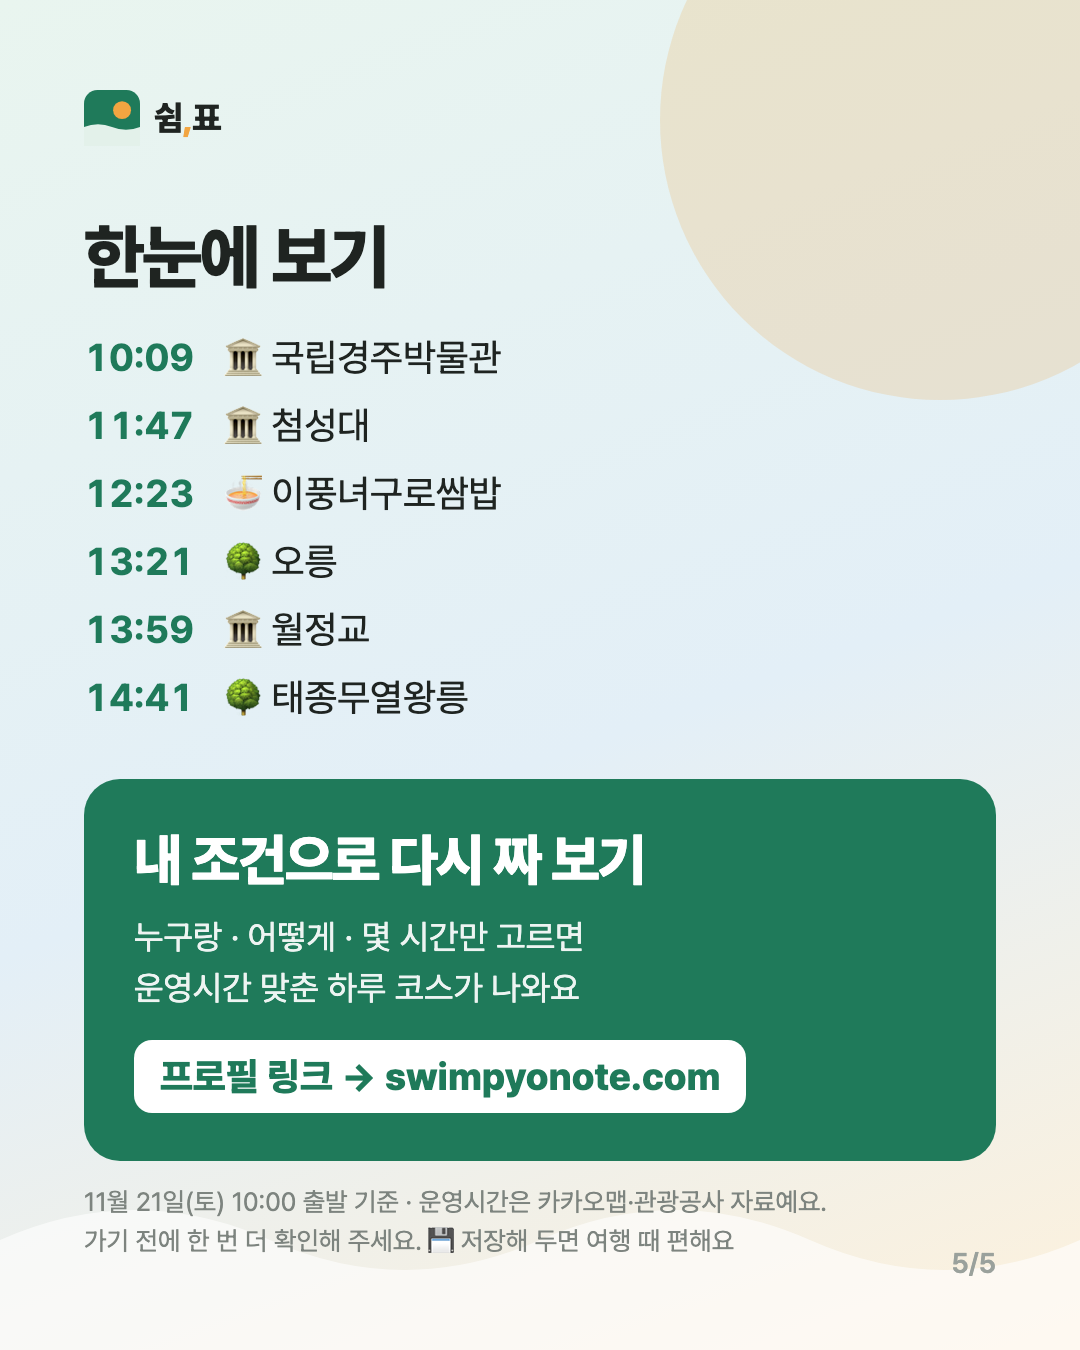 쉼,표
한눈에 보기
10:09 🏛️ 국립경주박물관
11:47 🏛️ 첨성대
12:23 🍜 이풍녀구로쌈밥
13:21 🌳 오릉
13:59 🏛️ 월정교
14:41 🌳 태종무열왕릉
내 조건으로 다시 짜 보기
누구랑 · 어떻게 · 몇 시간만 고르면
운영시간 맞춘 하루 코스가 나와요
프로필 링크 → swimpyonote.com
11월 21일(토) 10:00 출발 기준 · 운영시간은 카카오맵·관광공사 자료예요.
가기 전에 한 번 더 확인해 주세요. 💾 저장해 두면 여행 때 편해요
5/5